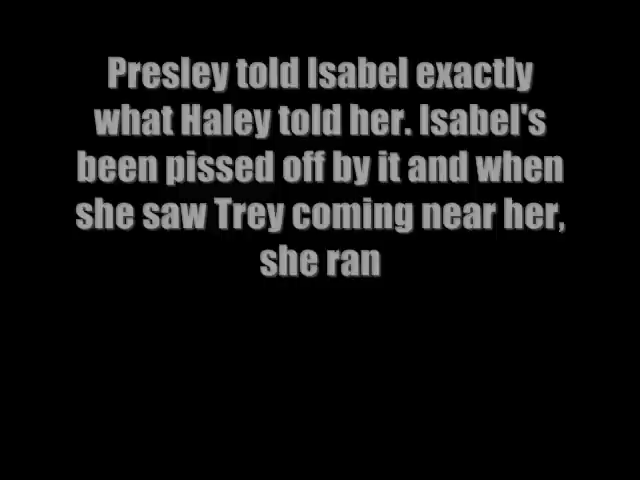 Presley told Isabel exactly
what Haley told her. Isabel's
been pissed off by it and when
she saw Trey coming near her,
she ran